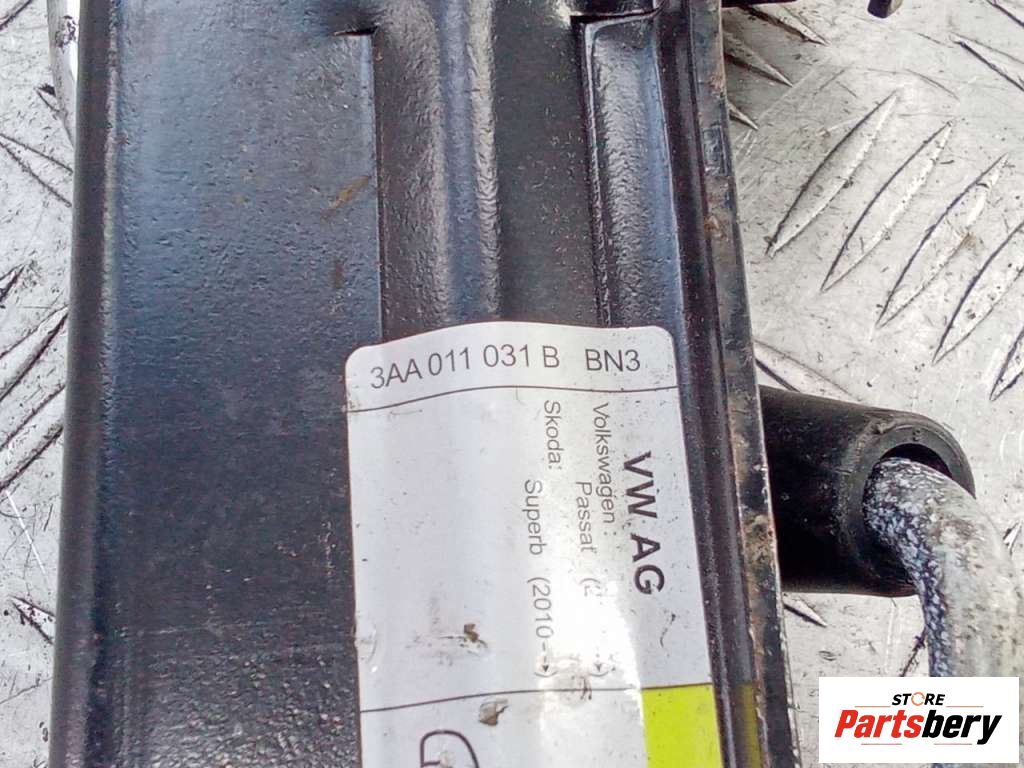 3AA 011 031 B BN3
VW AG
Volkswagen:
Passat
Skoda:
Superb (2010-->)
STORE
Partsbery